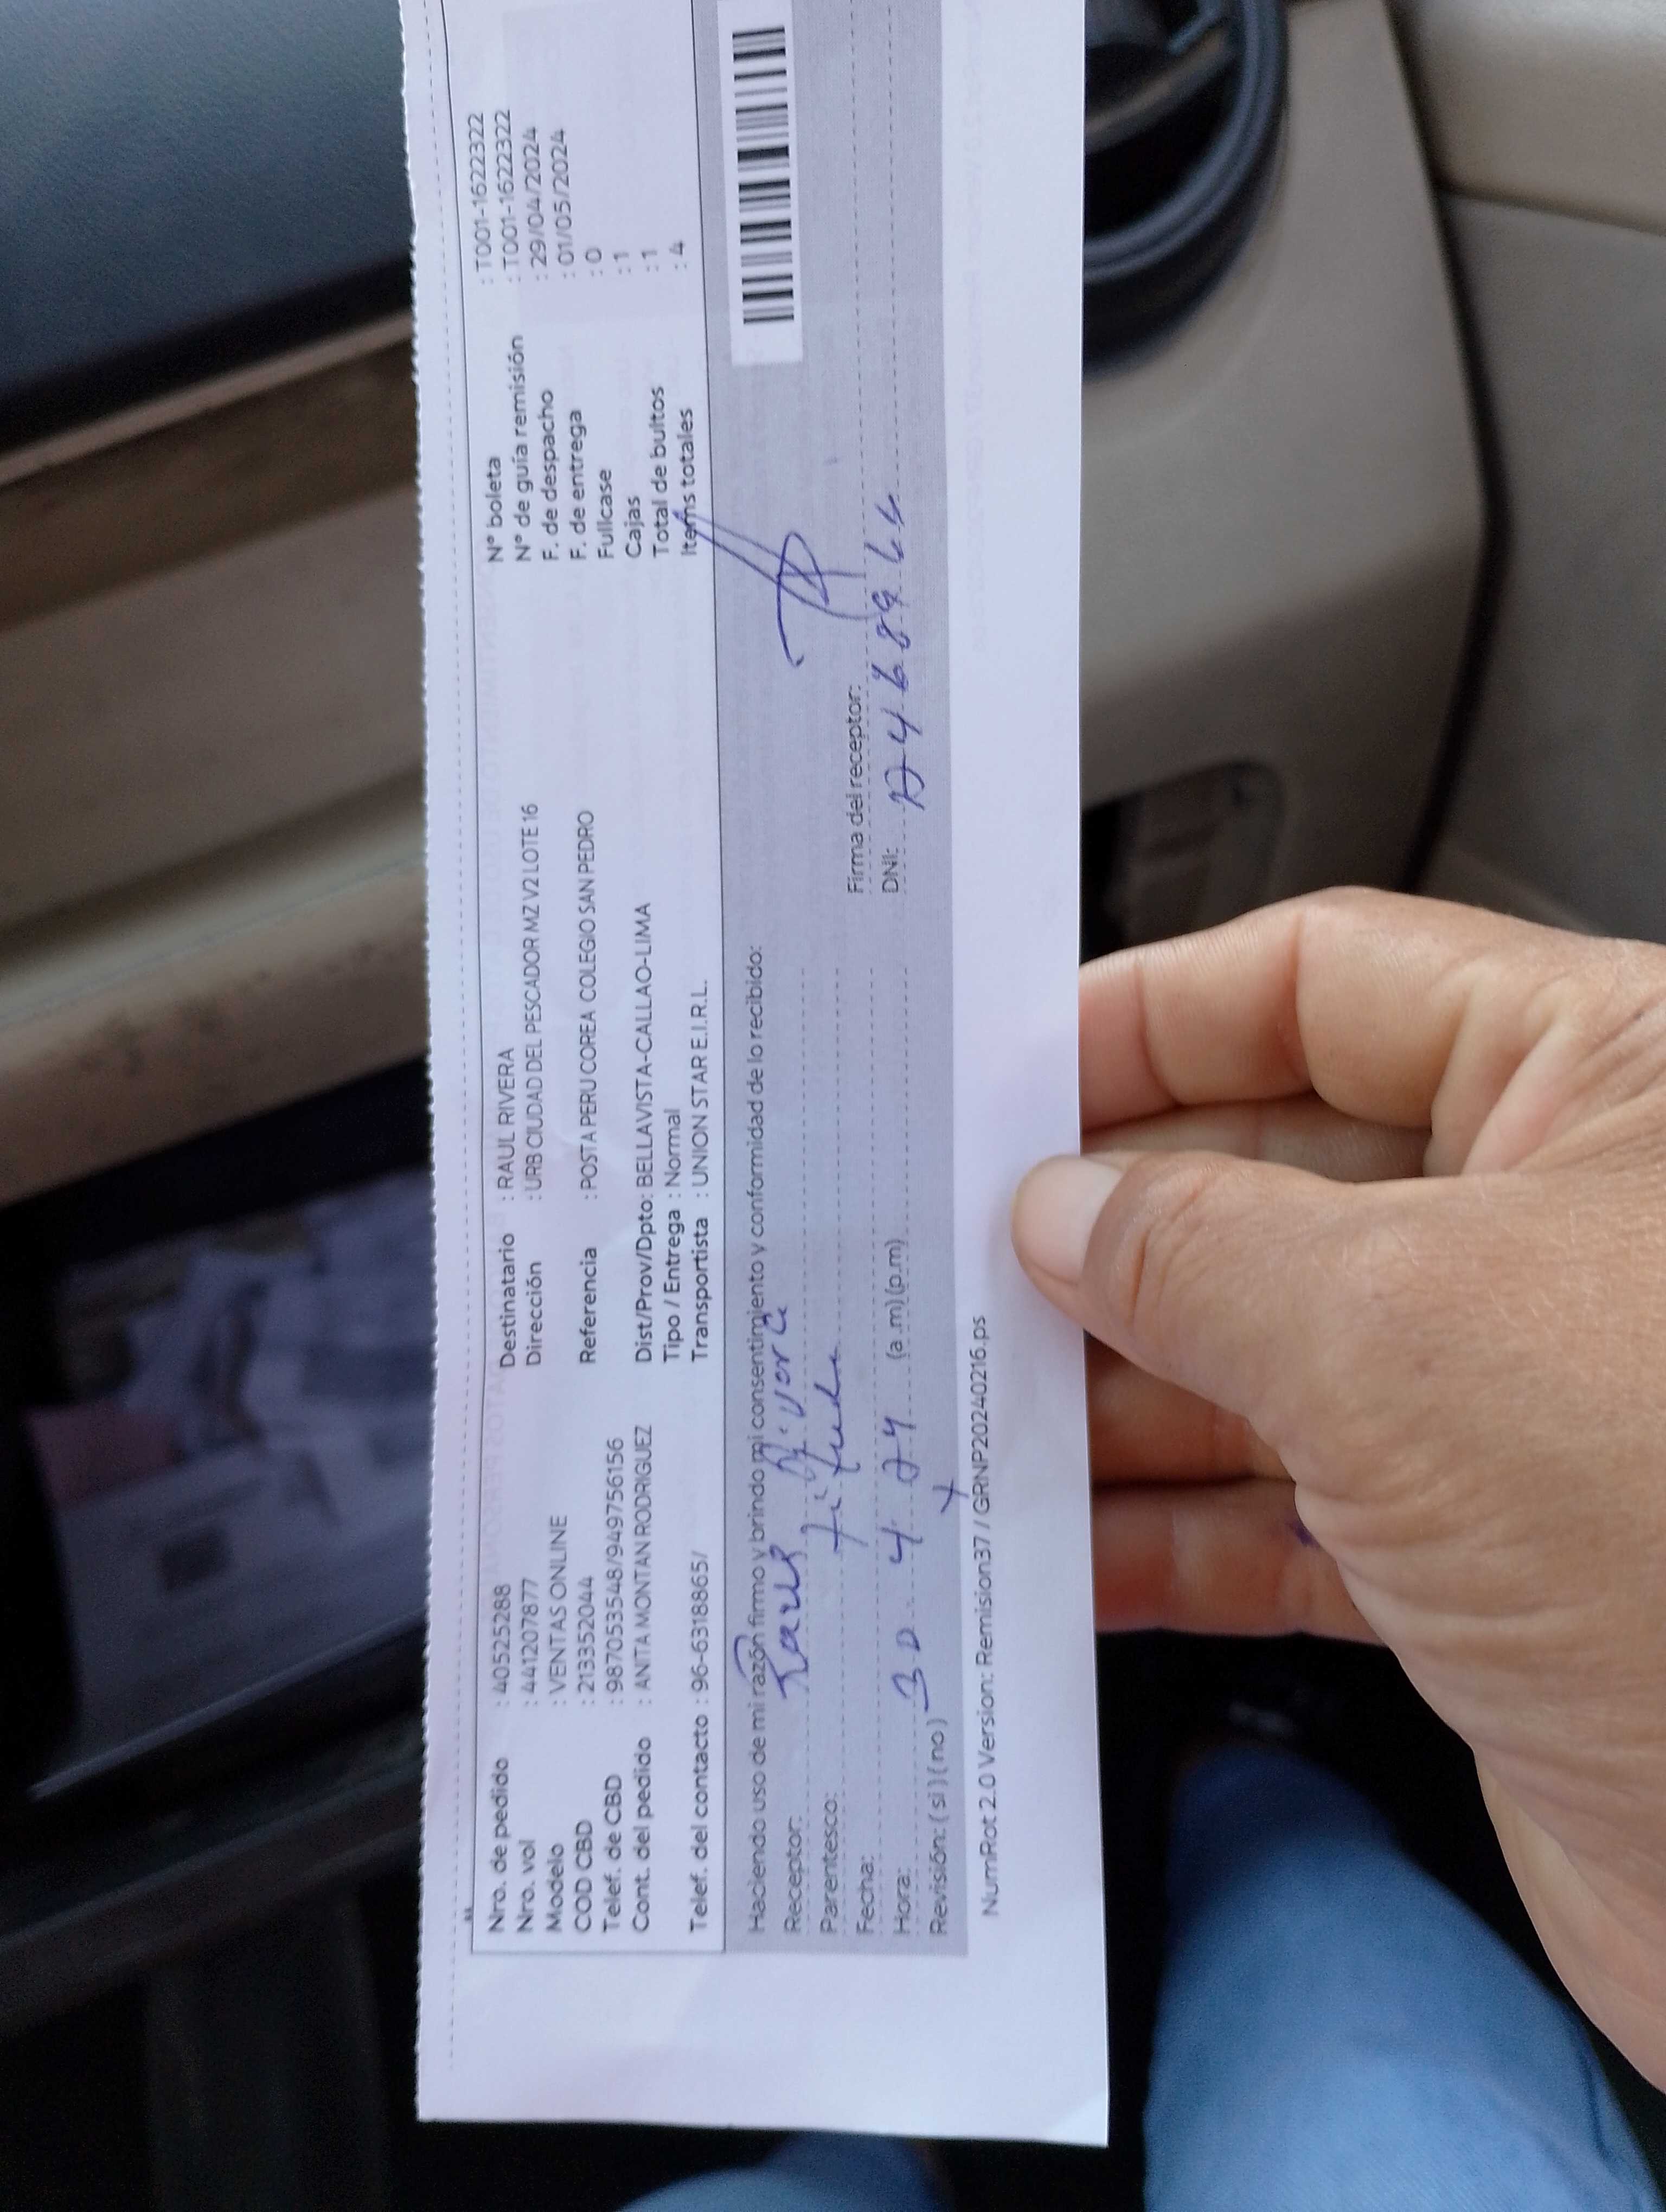 Nro. de pedido : 40525288
Nro. vol : 441207877
Modelo : VENTAS ONLINE
COD CBD : 213352044
Telef. de CBD : 987053548/949756156
Cont. del pedido : ANITA MONTAN RODRIGUEZ
Telef. del contacto : 96-6318865/
Destinatario : RAUL RIVERA
Dirección : URB CIUDAD DEL PESCADOR MZ V2 LOTE 16
Referencia : POSTA PERU COREA COLEGIO SAN PEDRO
Dist/Prov/Dpto: BELLAVISTA-CALLAO-LIMA
Tipo / Entrega : Normal
Transportista : UNION STAR E.I.R.L.
N° boleta : T001-1622322
N° de guía remisión : T001-1622322
F. de despacho : 29/04/2024
F. de entrega : 01/05/2024
Fullcase : 0
Cajas : 1
Total de bultos : 1
Items totales : 4
Haciendo uso de mi razón firmo y brindo mi consentimiento y conformidad de lo recibido:
Receptor: Raul Rivera
Parentesco:
Fecha:
Hora: 30 4 24 (a.m)(p.m)
Revisión: ( si ) ( no )
Firma del receptor:
DNI:
NumRot 2.0 Version: Remision37 / GRNP20240216.ps